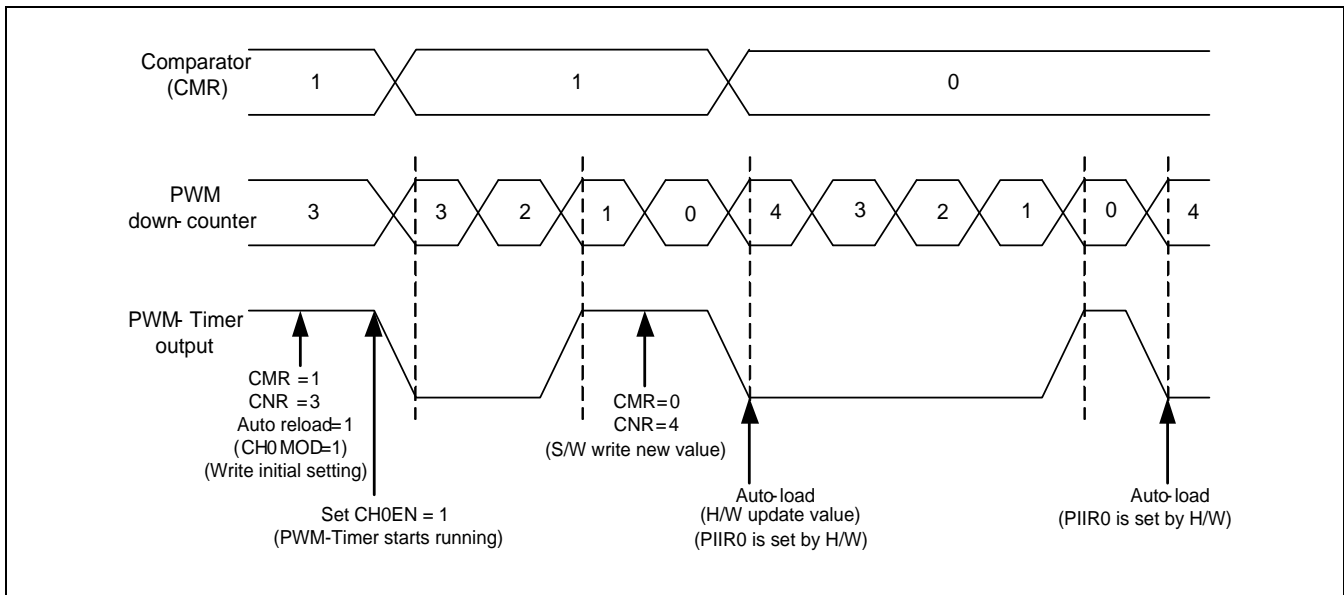 Comparator
(CMR)
1
1
0
PWM
down- counter
3
3
2
1
0
4
3
2
1
0
4
PWM- Timer
output
CMR = 1
CNR = 3
Auto reload=1
(CH0 MOD=1)
(Write initial setting)
Set CH0EN = 1
(PWM-Timer starts running)
CMR=0
CNR=4
(S/W write new value)
Auto-load
(H/W update value)
(PIIR0 is set by H/W)
Auto-load
(PIIR0 is set by H/W)